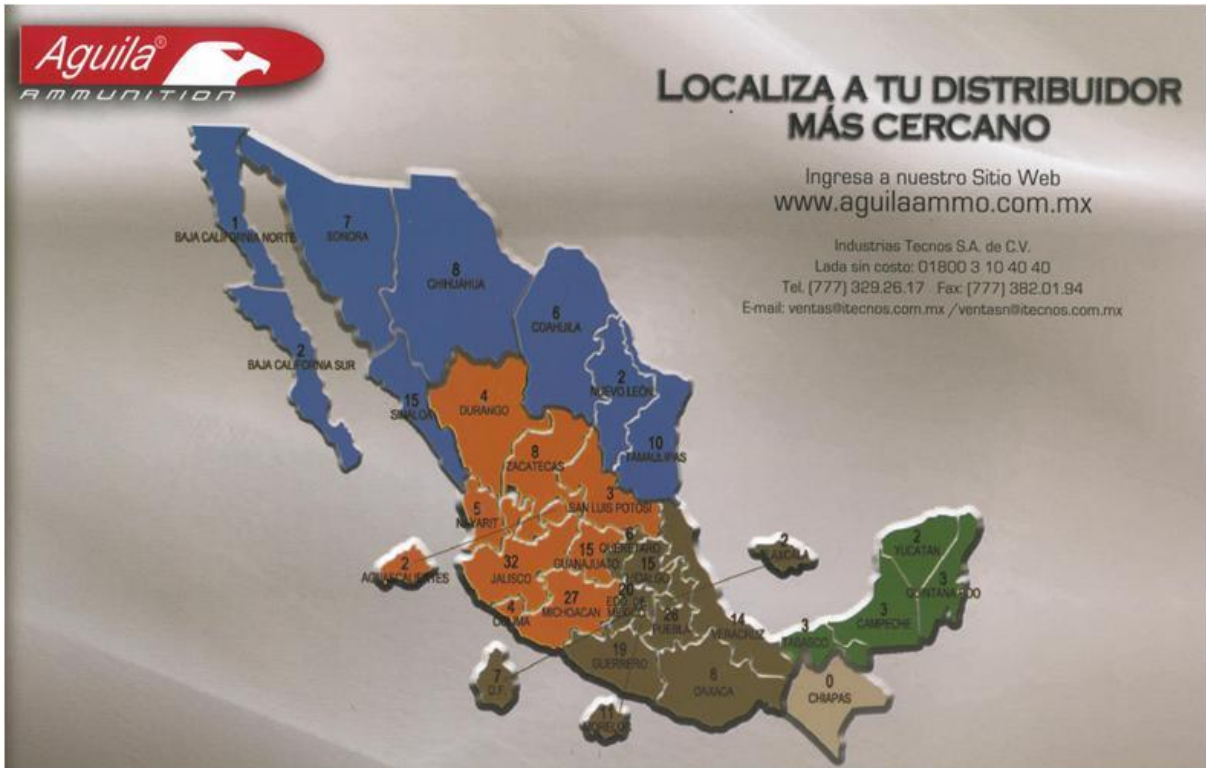 Aguila®
AMMUNITION
LOCALIZA A TU DISTRIBUIDOR
MÁS CERCANO
Ingresa a nuestro Sitio Web
www.aguilaammo.com.mx
Industrias Tecnos S.A. de C.V.
Lada sin costo: 01800 3 10 40 40
Tel. (777) 329.26.17 Fax: (777) 382.01.94
E-mail: ventas@itecnos.com.mx / ventasn@itecnos.com.mx
1
BAJA CALIFORNIA NORTE
7
SONORA
8
CHIHUAHUA
6
COAHUILA
2
BAJA CALIFORNIA SUR
15
SINALOA
4
DURANGO
2
NUEVO LEÓN
10
TAMAULIPAS
8
ZACATECAS
3
SAN LUIS POTOSÍ
5
NAYARIT
2
AGUASCALIENTES
32
JALISCO
15
GUANAJUATO
6
QUERETARO
15
HIDALGO
2
TLAXCALA
4
COLIMA
27
MICHOACAN
20
EDO. DE
MEXICO
26
PUEBLA
14
VERACRUZ
19
GUERRERO
OAXACA
7
D.F.
11
MORELOS
3
TABASCO
3
CAMPECHE
2
YUCATAN
3
QUINTANA ROO
0
CHIAPAS